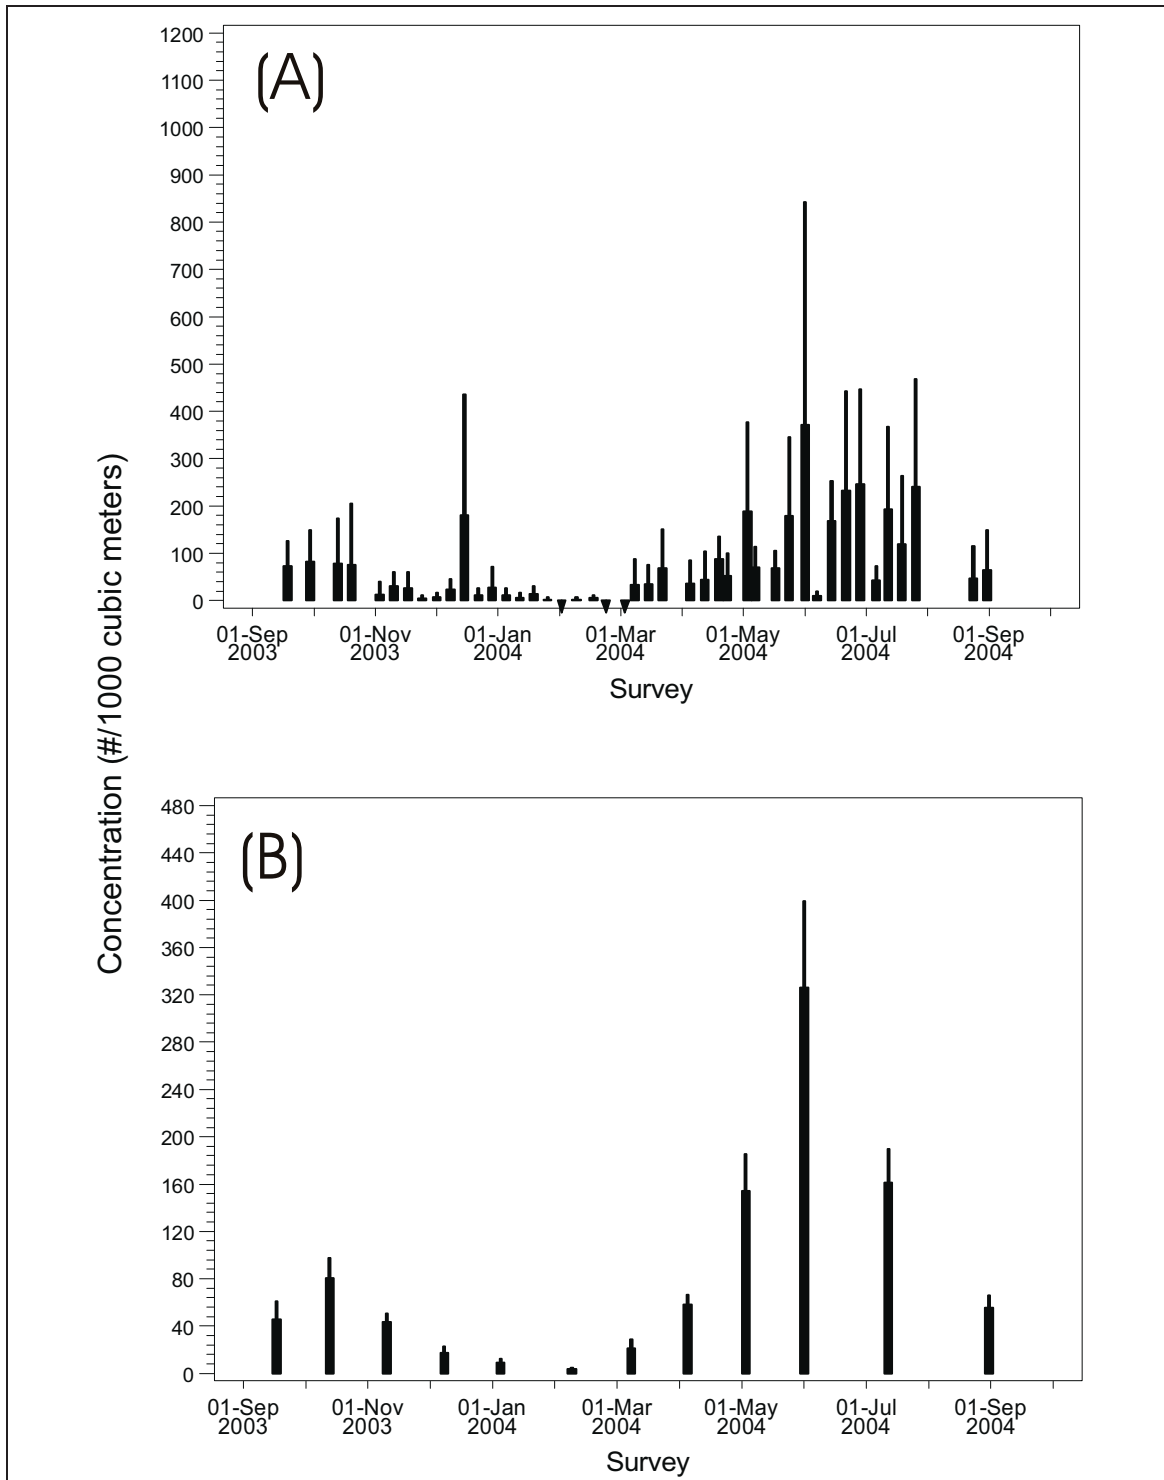 (A)
1200
1100
1000
900
800
700
600
500
400
300
200
100
0
01-Sep 01-Nov 01-Jan 01-Mar 01-May 01-Jul 01-Sep
2003 2003 2004 2004 2004 2004 2004
Survey
Concentration (#/1000 cubic meters)
(B)
480
440
400
360
320
280
240
200
160
120
80
40
0
01-Sep 01-Nov 01-Jan 01-Mar 01-May 01-Jul 01-Sep
2003 2003 2004 2004 2004 2004 2004
Survey